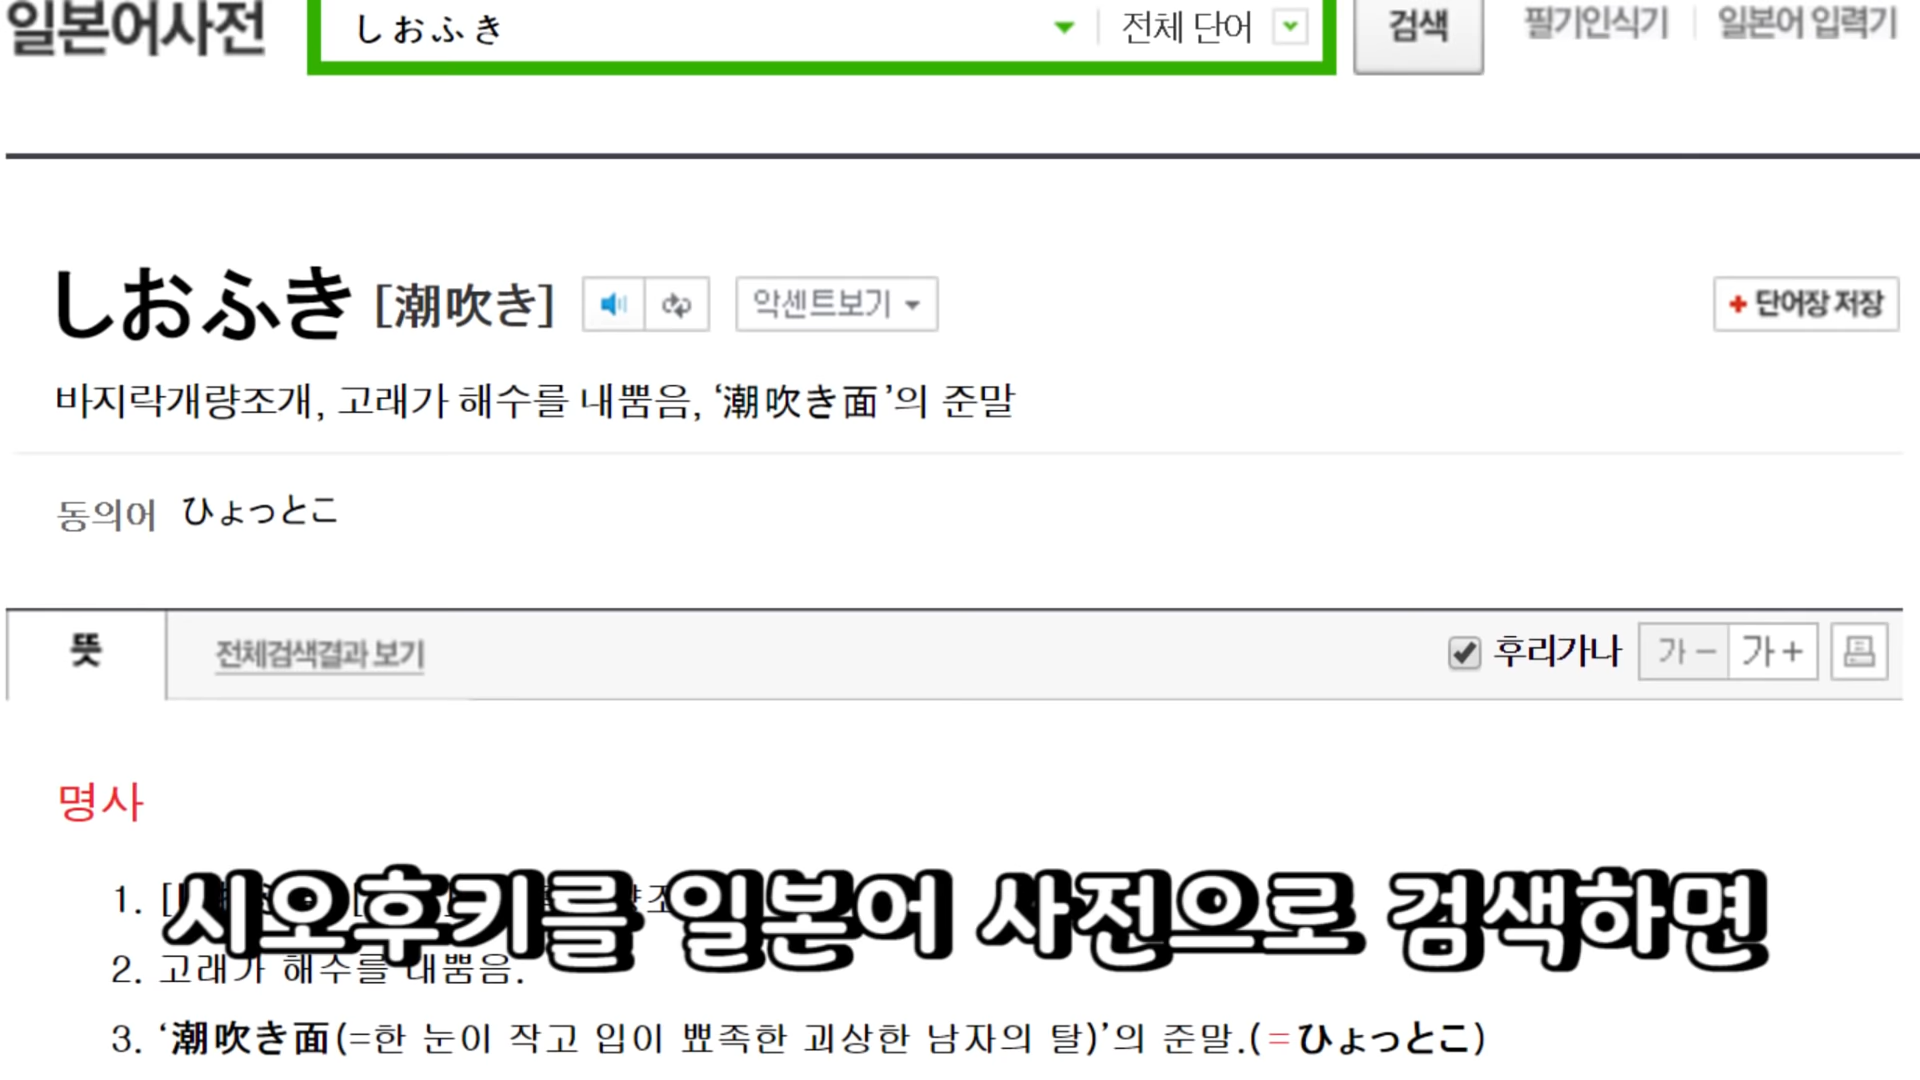 일본어사전 しおふき 전체 단어 검색 필기인식기 일본어 입력기
しおふき [潮吹き] 악센트보기 단어장 저장
바지락개량조개, 고래가 해수를 내뿜음, ‘潮吹き面’의 준말
동의어 ひょっとこ
뜻 전체검색결과 보기 후리가나 가- 가+
명사
1. [
시오후키를 일본어 사전으로 검색하면
2. 고래가 해수를 내뿜음.
3. ‘潮吹き面(=한 눈이 작고 입이 뾰족한 괴상한 남자의 탈)’의 준말.(=ひょっとこ)